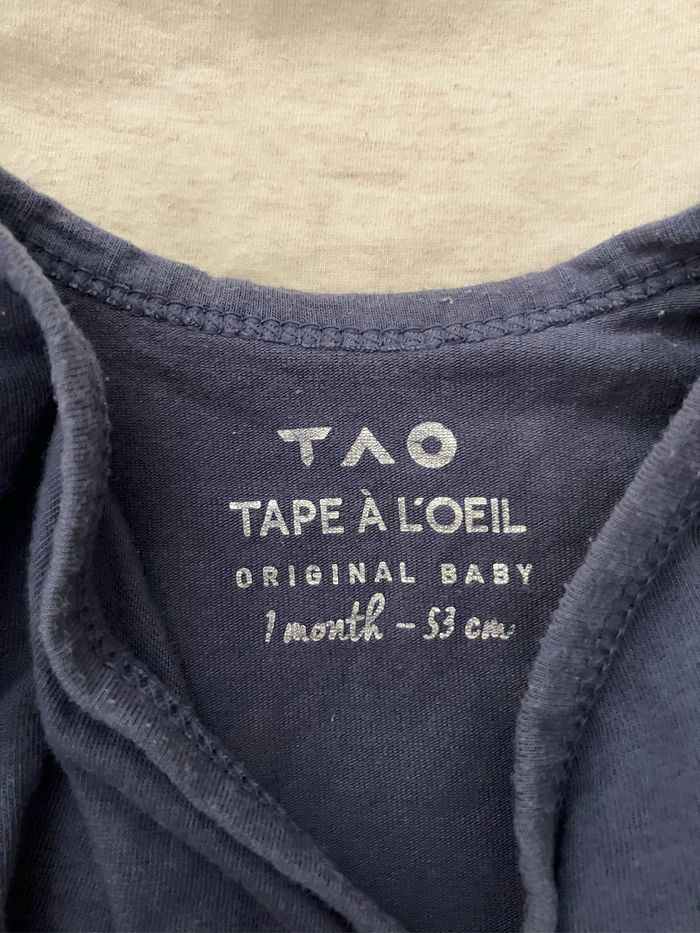 TAO
TAPE À L'OEIL
ORIGINAL BABY
1 month - 53 cm